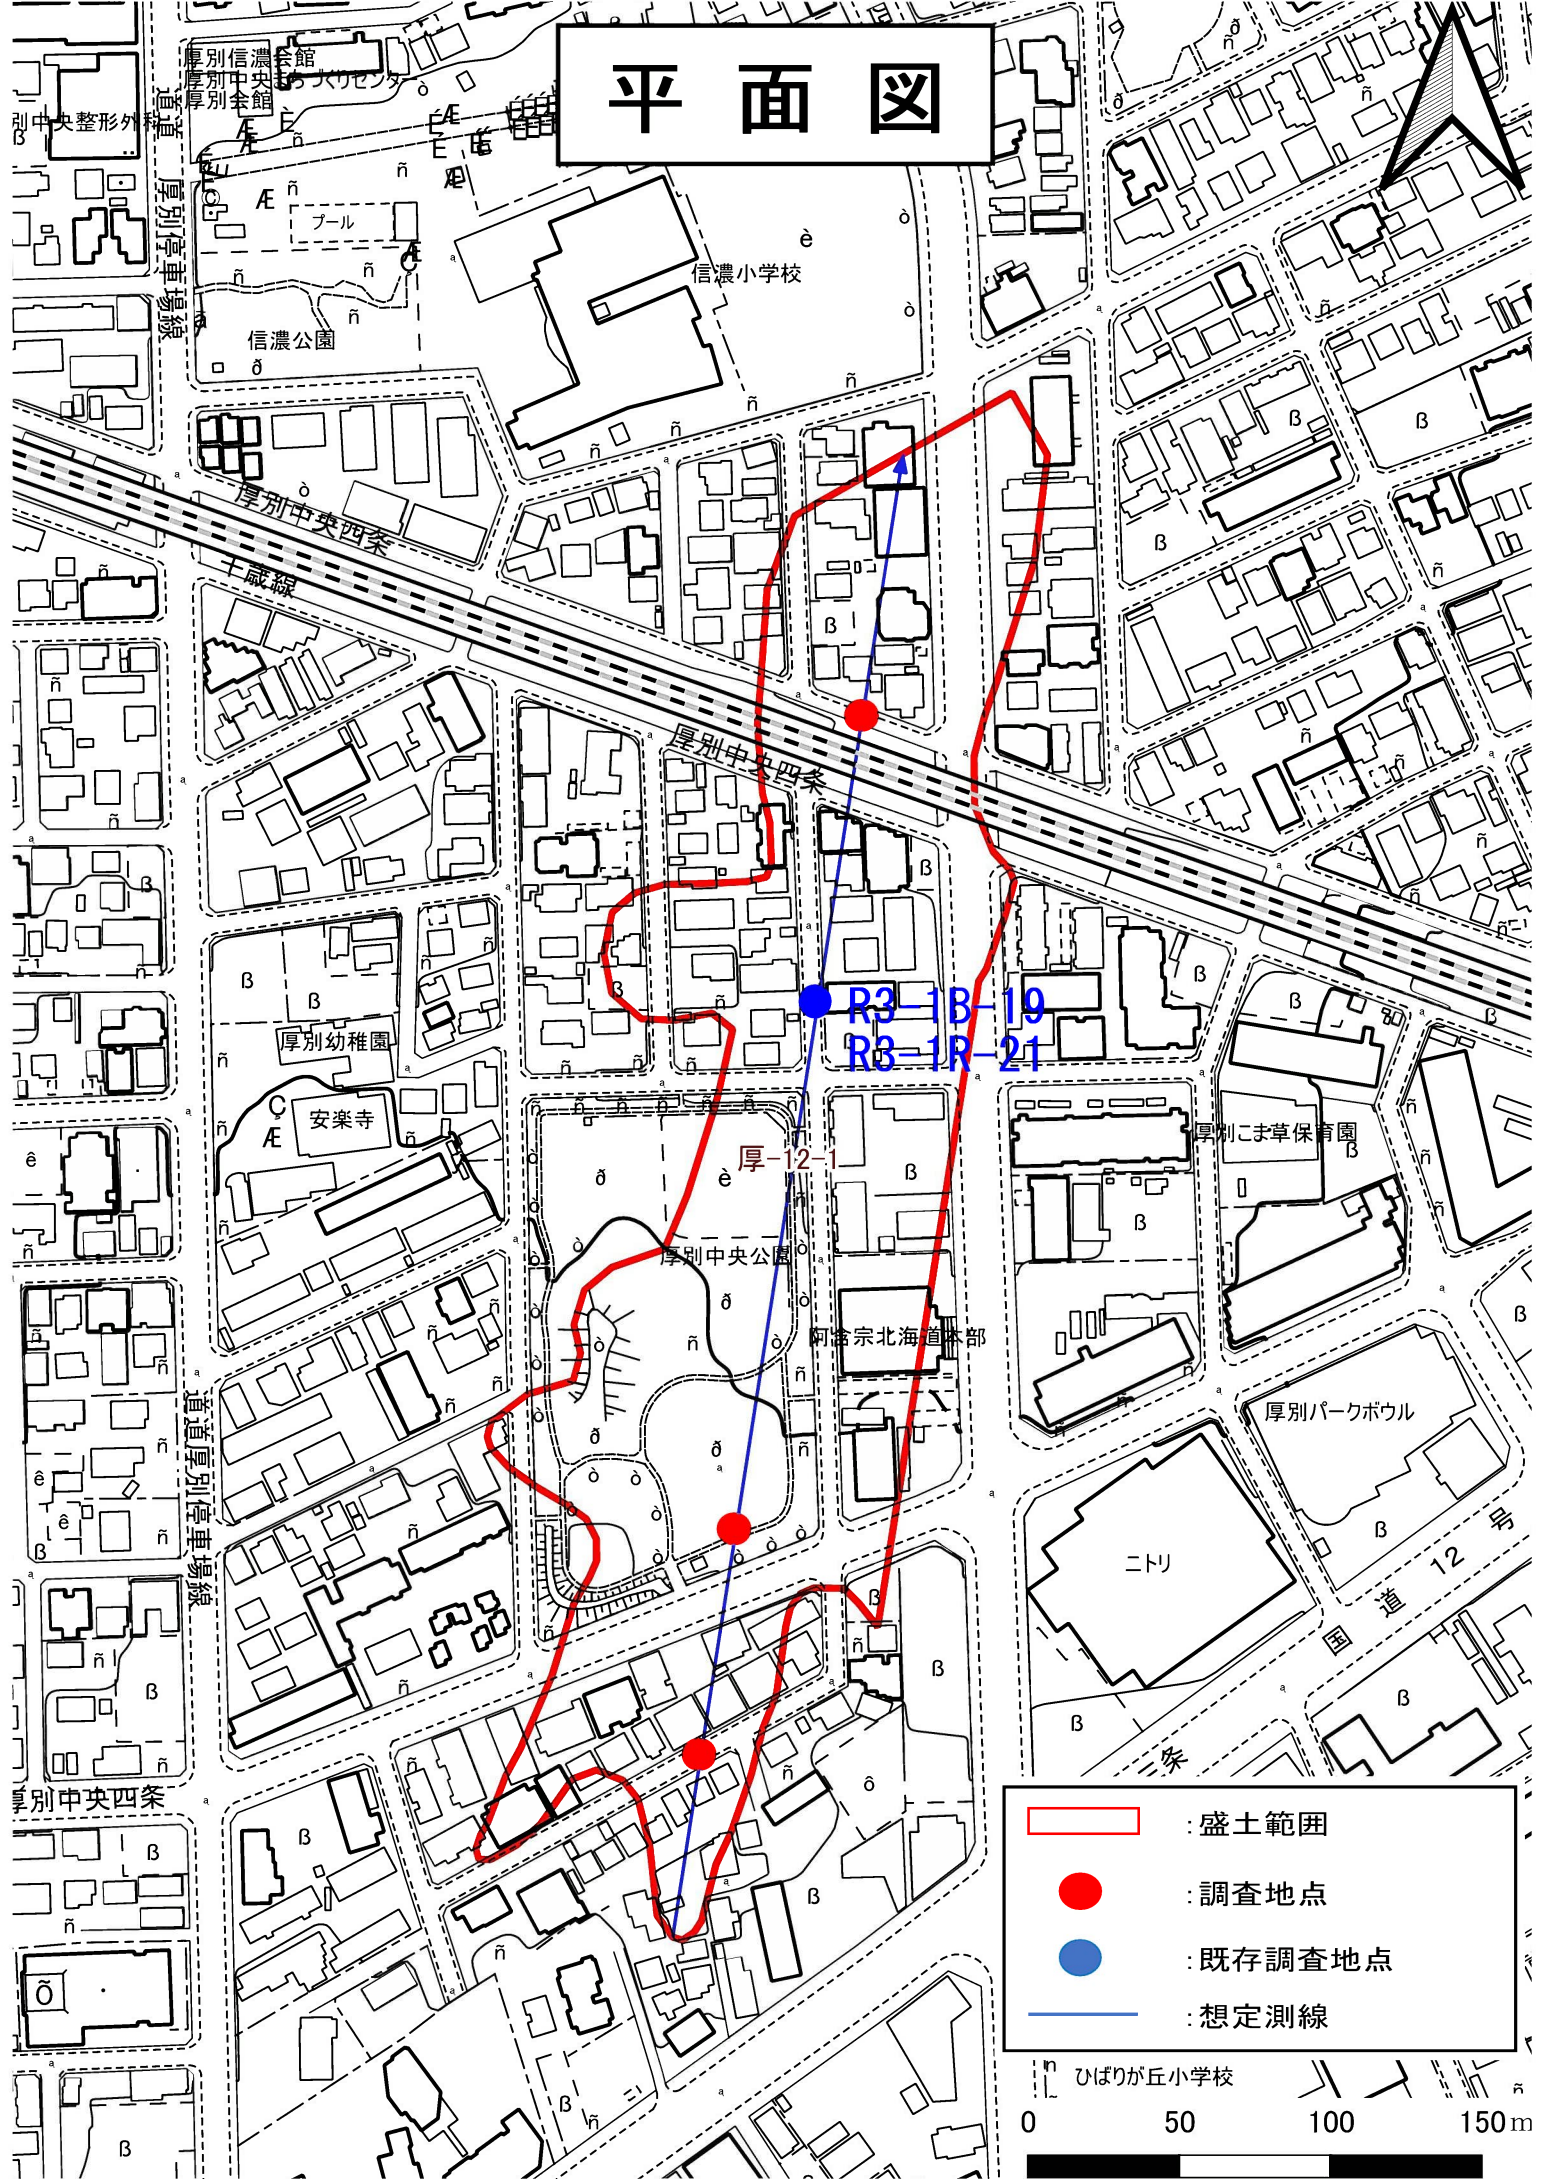 平面図
厚別信濃会館
厚別中央まちづくりセンター
厚別会館
別中央整形外科
道道 厚別停車場線
プール
信濃小学校
信濃公園
厚別中央四条
千歳線
厚別中央四条
R3-1B-19
R3-1R-21
厚別幼稚園
安楽寺
厚別こま草保育園
厚-12-1
厚別中央公園
阿含宗北海道本部
道道厚別停車場線
厚別パークボウル
ニトリ
国道12号
条
厚別中央四条
:盛土範囲
:調査地点
:既存調査地点
:想定測線
ひばりが丘小学校
0 50 100 150m